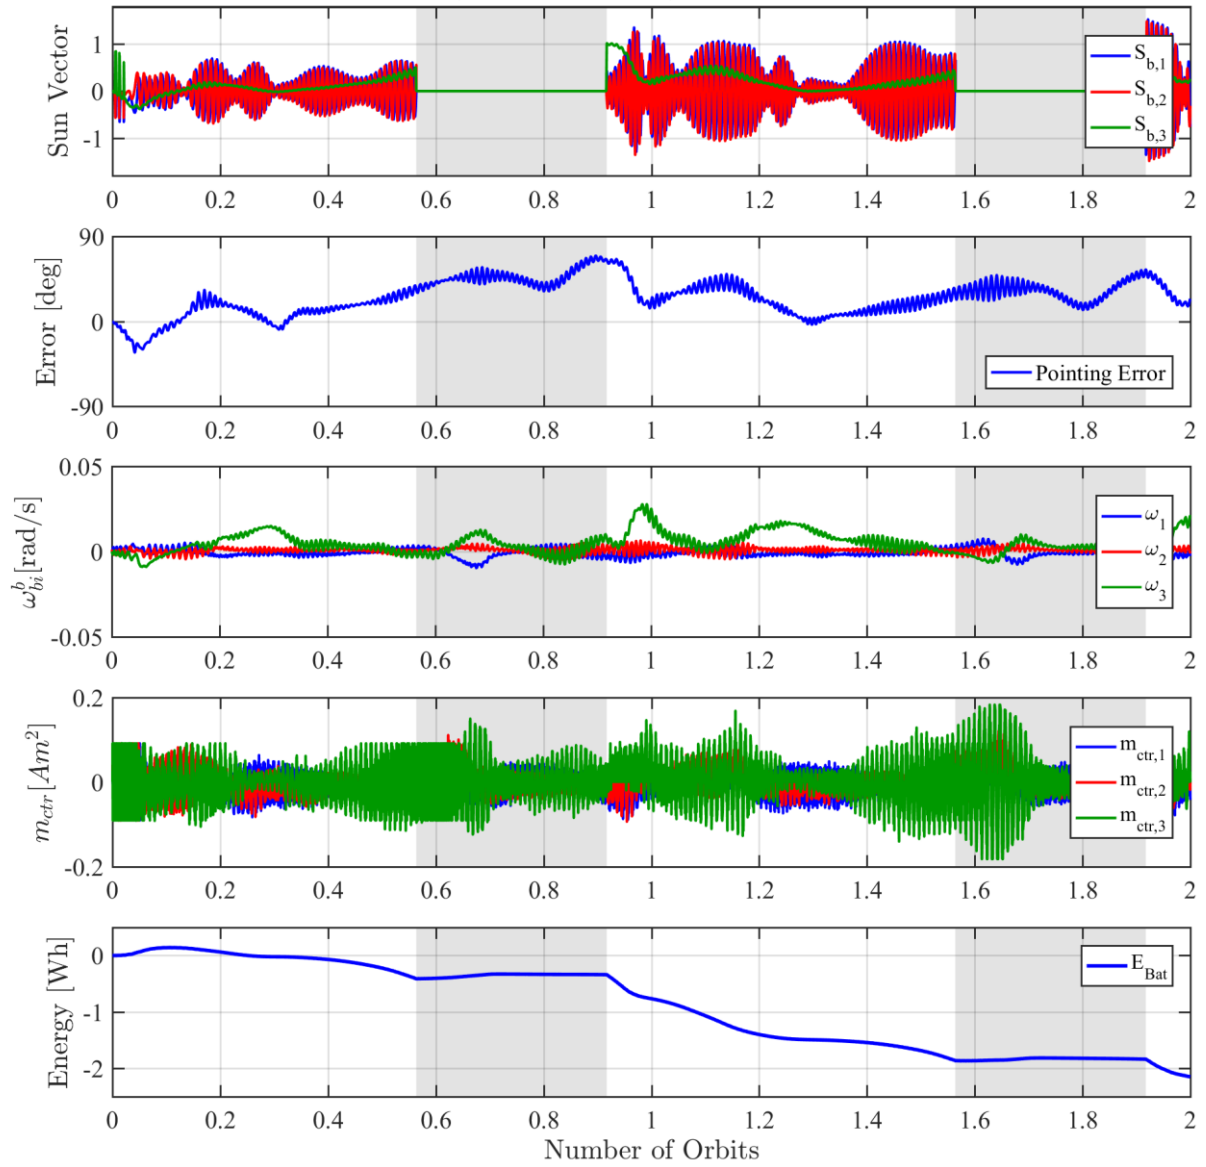 Sun Vector
1
0
-1
S_b,1
S_b,2
S_b,3
0 0.2 0.4 0.6 0.8 1 1.2 1.4 1.6 1.8 2
Error [deg]
90
0
-90
Pointing Error
0 0.2 0.4 0.6 0.8 1 1.2 1.4 1.6 1.8 2
ω^b_bi[rad/s]
0.05
0
-0.05
ω_1
ω_2
ω_3
0 0.2 0.4 0.6 0.8 1 1.2 1.4 1.6 1.8 2
m_ctr[Am^2]
0.2
0
-0.2
m_ctr,1
m_ctr,2
m_ctr,3
0 0.2 0.4 0.6 0.8 1 1.2 1.4 1.6 1.8 2
Energy [Wh]
0
-1
-2
E_Bat
0 0.2 0.4 0.6 0.8 1 1.2 1.4 1.6 1.8 2
Number of Orbits